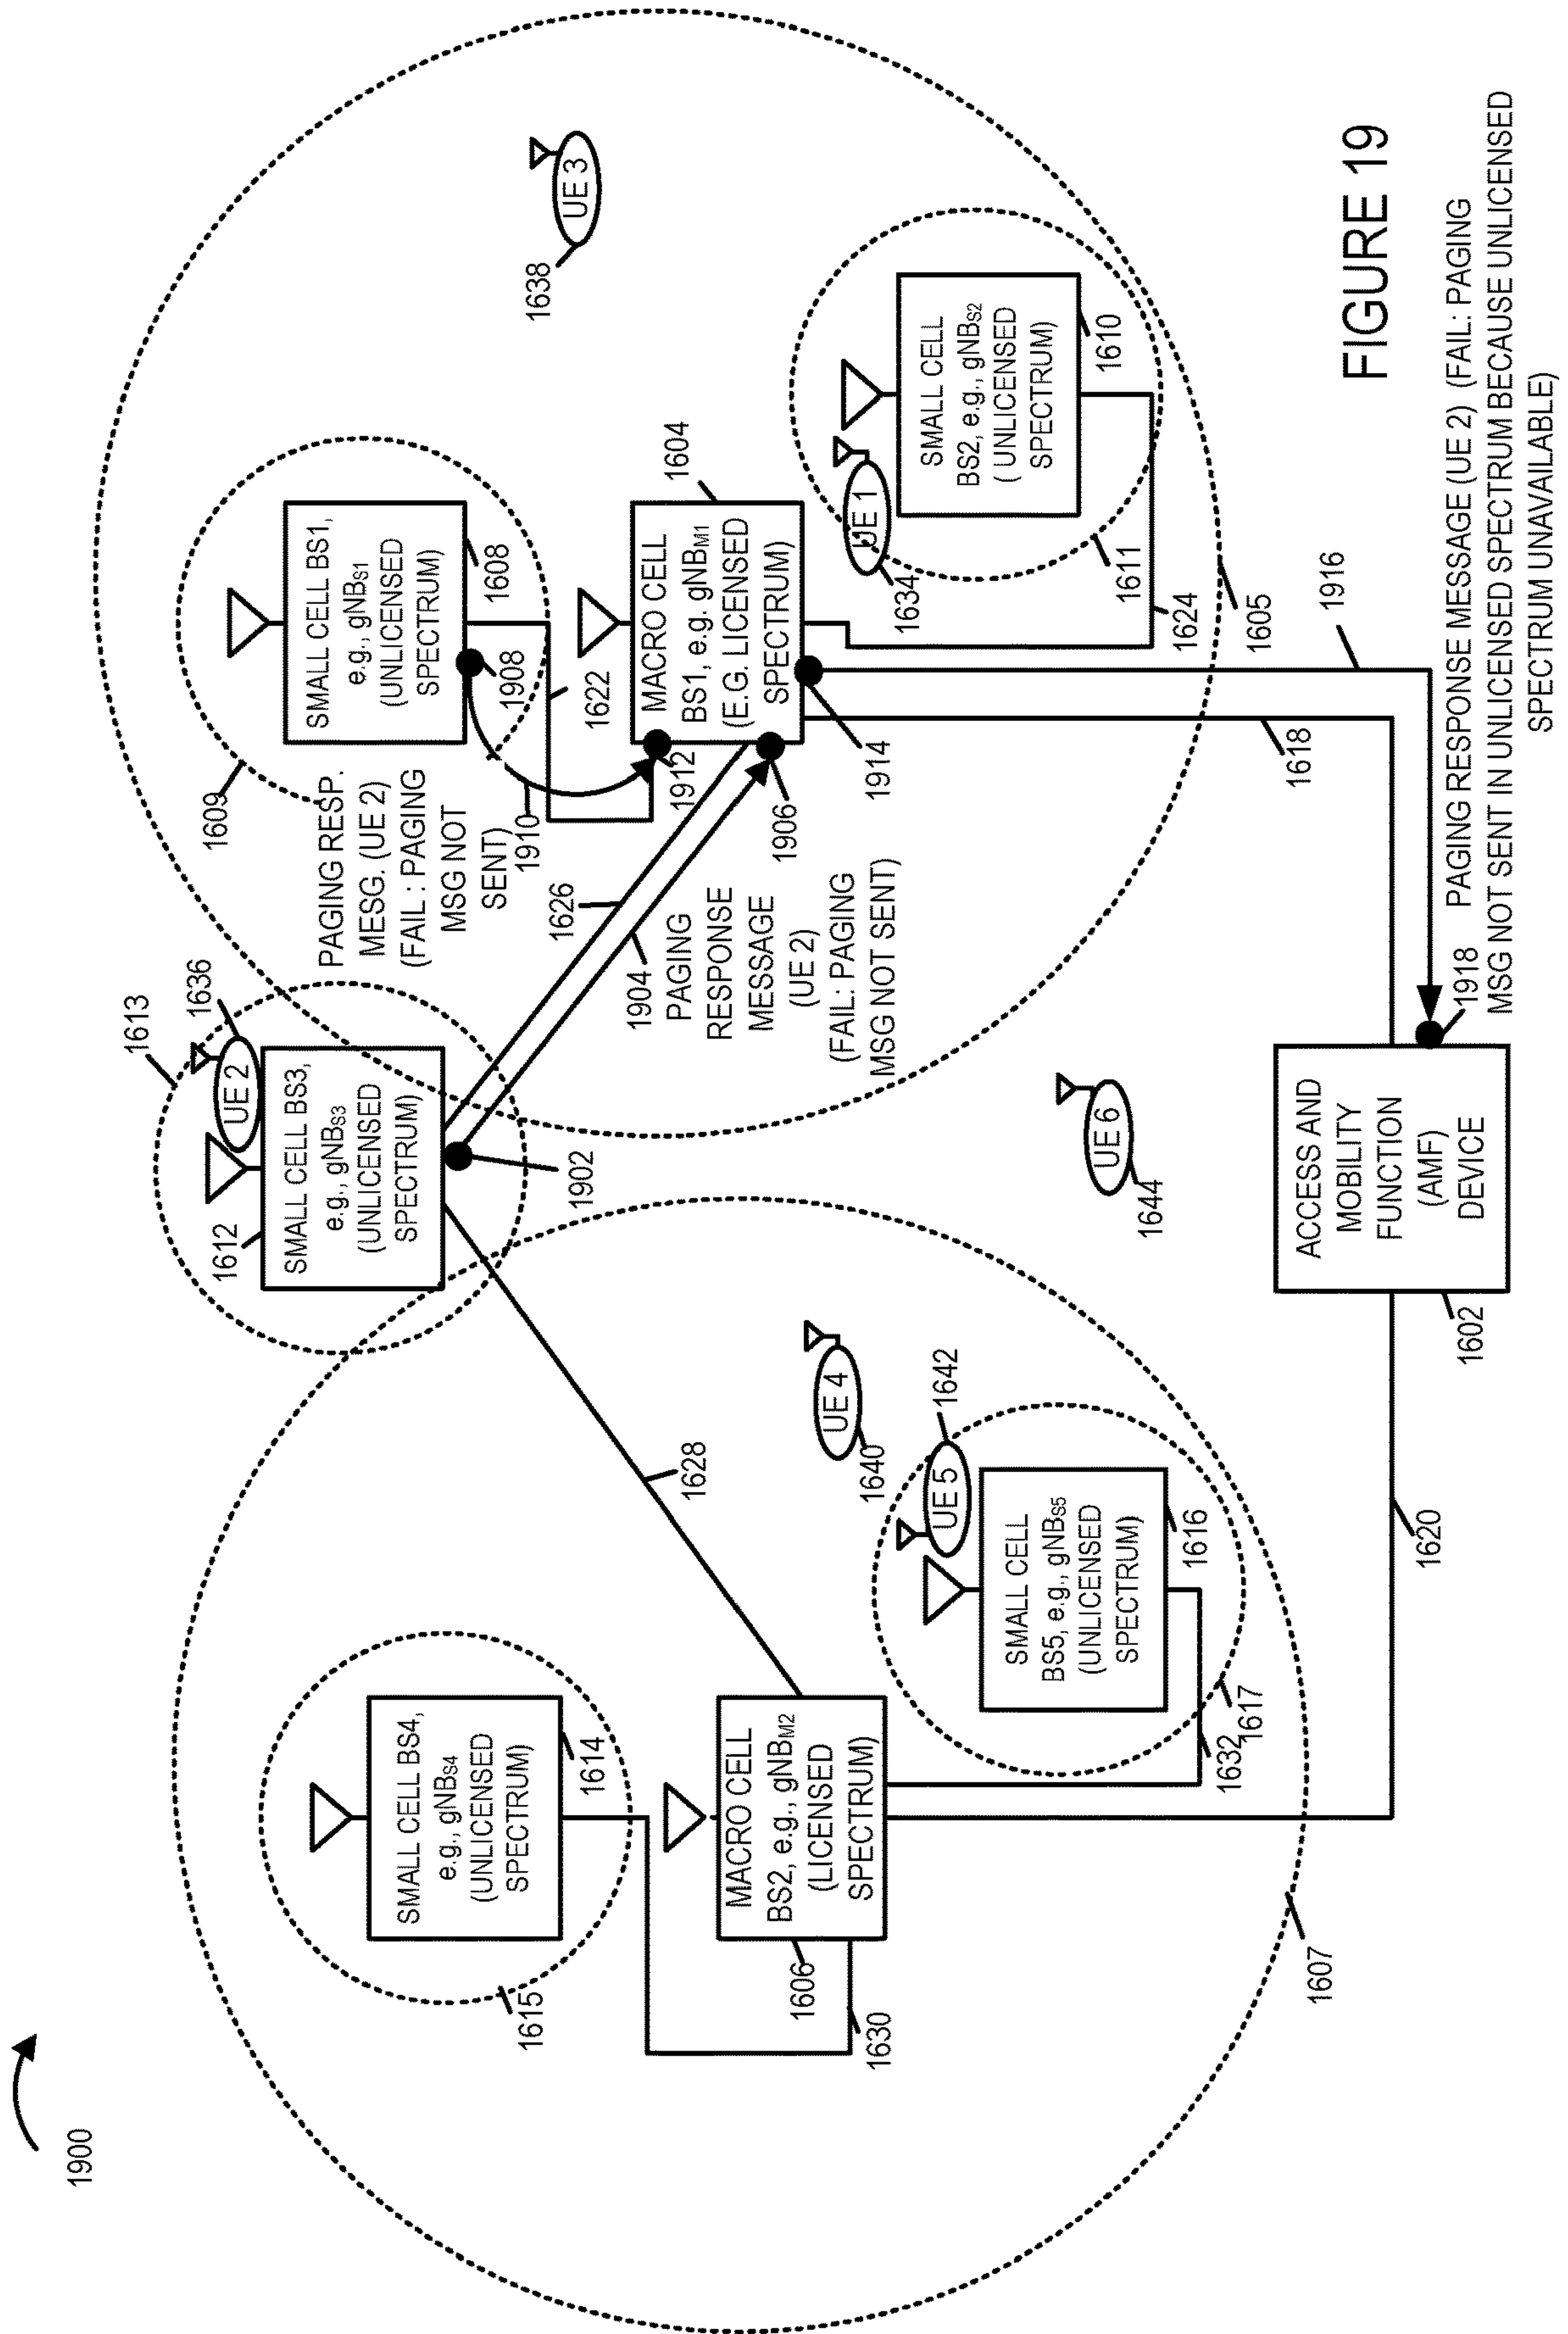 1900
1613
1636
UE 2
1612
SMALL CELL BS3,
e.g., gNBS3
(UNLICENSED
SPECTRUM)
1902
1609
SMALL CELL BS1,
e.g., gNBS1
(UNLICENSED
SPECTRUM)
1608
1908
PAGING RESP.
MESG. (UE 2)
(FAIL : PAGING
MSG NOT
SENT)
1910
1622
1912
UE 3
1638
1626
1904
PAGING
RESPONSE
MESSAGE
(UE 2)
(FAIL: PAGING
MSG NOT SENT)
1906
MACRO CELL
BS1, e.g. gNBM1
(E.G. LICENSED
SPECTRUM)
1604
1914
UE 1
1634
SMALL CELL
BS2, e.g., gNBS2
( UNLICENSED
SPECTRUM)
1610
1611
1624
1605
1916
1618
SMALL CELL BS4,
e.g., gNBS4
(UNLICENSED
SPECTRUM)
1614
1615
1628
MACRO CELL
BS2, e.g., gNBM2
(LICENSED
SPECTRUM)
1606
1630
UE 4
1640
UE 5
1642
SMALL CELL
BS5, e.g., gNBS5
(UNLICENSED
SPECTRUM)
1616
1617
1632
1607
1620
UE 6
1644
ACCESS AND
MOBILITY
FUNCTION
(AMF)
DEVICE
1602
1918
PAGING RESPONSE MESSAGE (UE 2) (FAIL: PAGING
MSG NOT SENT IN UNLICENSED SPECTRUM BECAUSE UNLICENSED
SPECTRUM UNAVAILABLE)
FIGURE 19